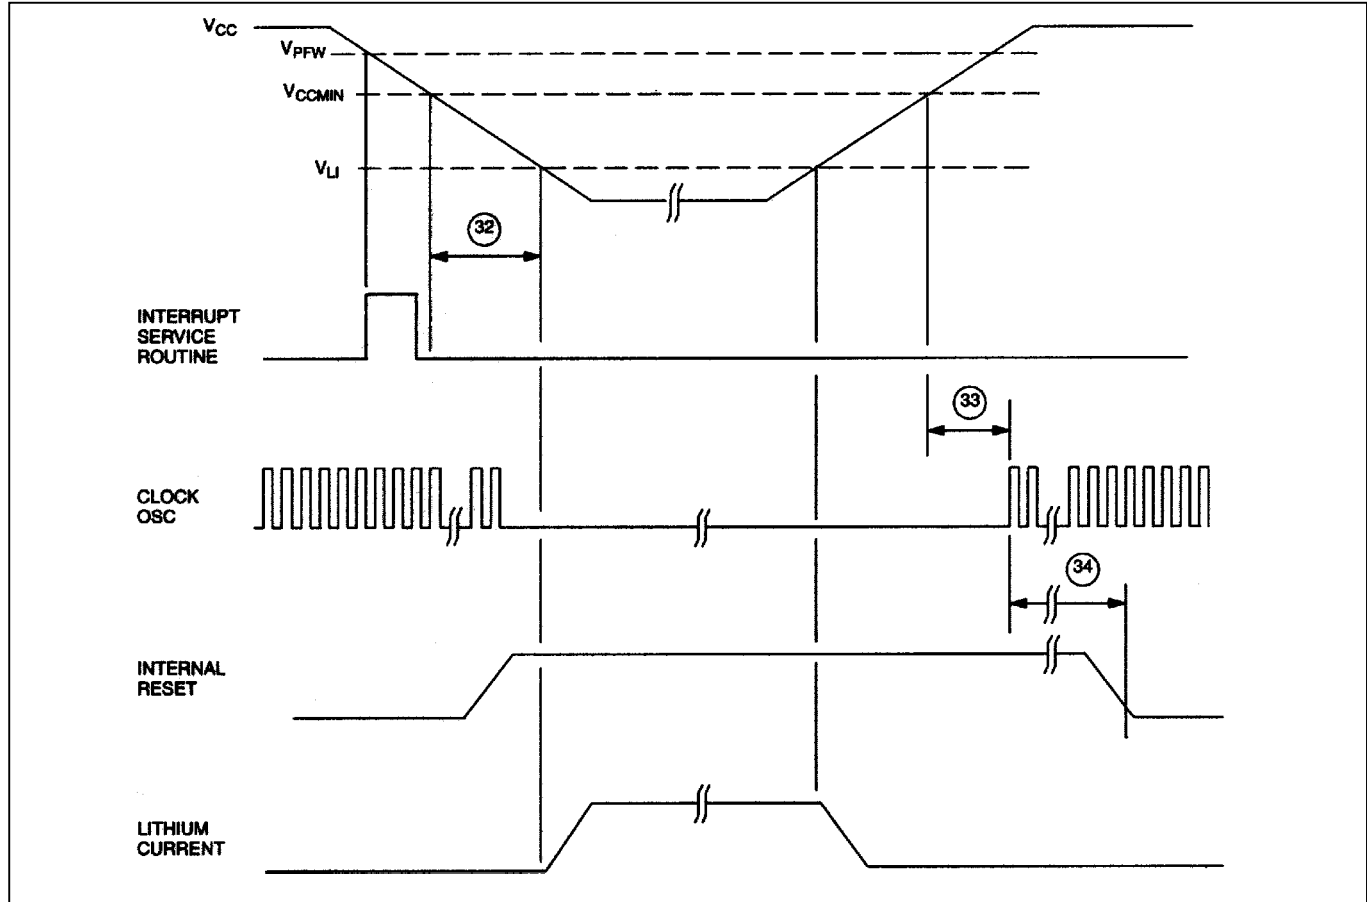 VCC
VPFW
VCCMIN
VLI
32
INTERRUPT
SERVICE
ROUTINE
33
CLOCK
OSC
34
INTERNAL
RESET
LITHIUM
CURRENT